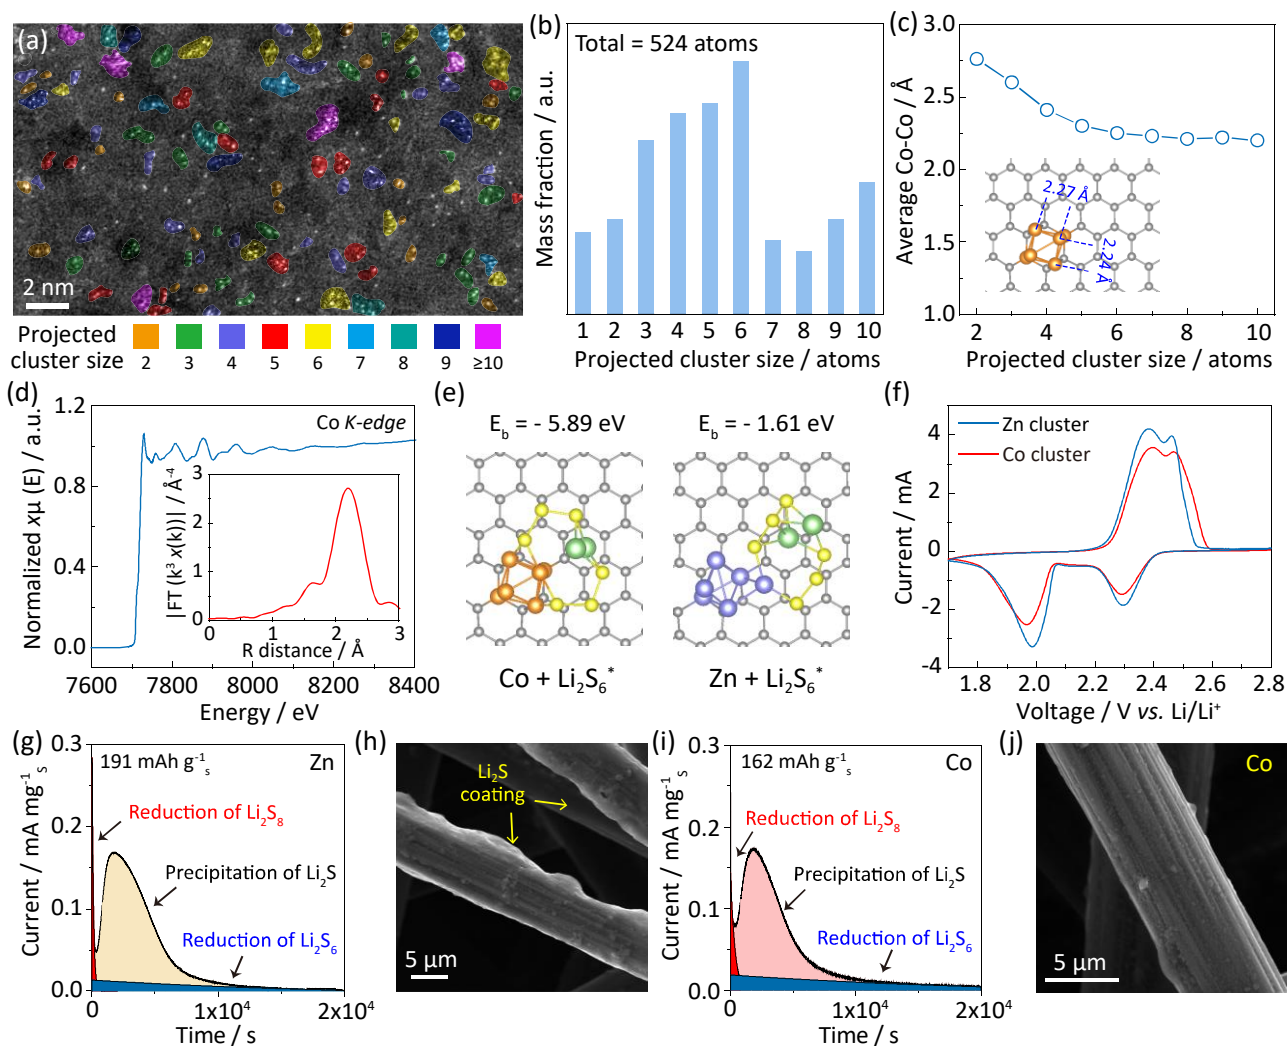 (a)
2 nm
Projected cluster size
2 3 4 5 6 7 8 9 ≥10
(b)
Total = 524 atoms
Mass fraction / a.u.
1 2 3 4 5 6 7 8 9 10
Projected cluster size / atoms
(c)
Average Co-Co / Å
3.0
2.5
2.0
1.5
1.0
2.27 Å
2.24 Å
2 4 6 8 10
Projected cluster size / atoms
(d)
Normalized xμ (E) / a.u.
1.2
0.8
0.4
0.0
Co K-edge
|FT (k³ x(k))| / Å⁻⁴
3
2
1
0
0 1 2 3
R distance / Å
7600 7800 8000 8200 8400
Energy / eV
(e)
E_b = - 5.89 eV
E_b = - 1.61 eV
Co + Li₂S₆*
Zn + Li₂S₆*
(f)
Zn cluster
Co cluster
Current / mA
4
2
0
-2
-4
2.0 2.2 2.4 2.6 2.8
Voltage / V vs. Li/Li⁺
(g)
191 mAh g⁻¹ₛ
Zn
Reduction of Li₂S₈
Precipitation of Li₂S
Reduction of Li₂S₆
Current / mA mg⁻¹ₛ
0.3
0.2
0.1
0.0
0 1x10⁴ 2x10⁴
Time / s
(h)
Li₂S
coating
5 μm
(i)
162 mAh g⁻¹ₛ
Co
Reduction of Li₂S₈
Precipitation of Li₂S
Reduction of Li₂S₆
Current / mA mg⁻¹ₛ
0.3
0.2
0.1
0.0
0 1x10⁴ 2x10⁴
Time / s
(j)
Co
5 μm